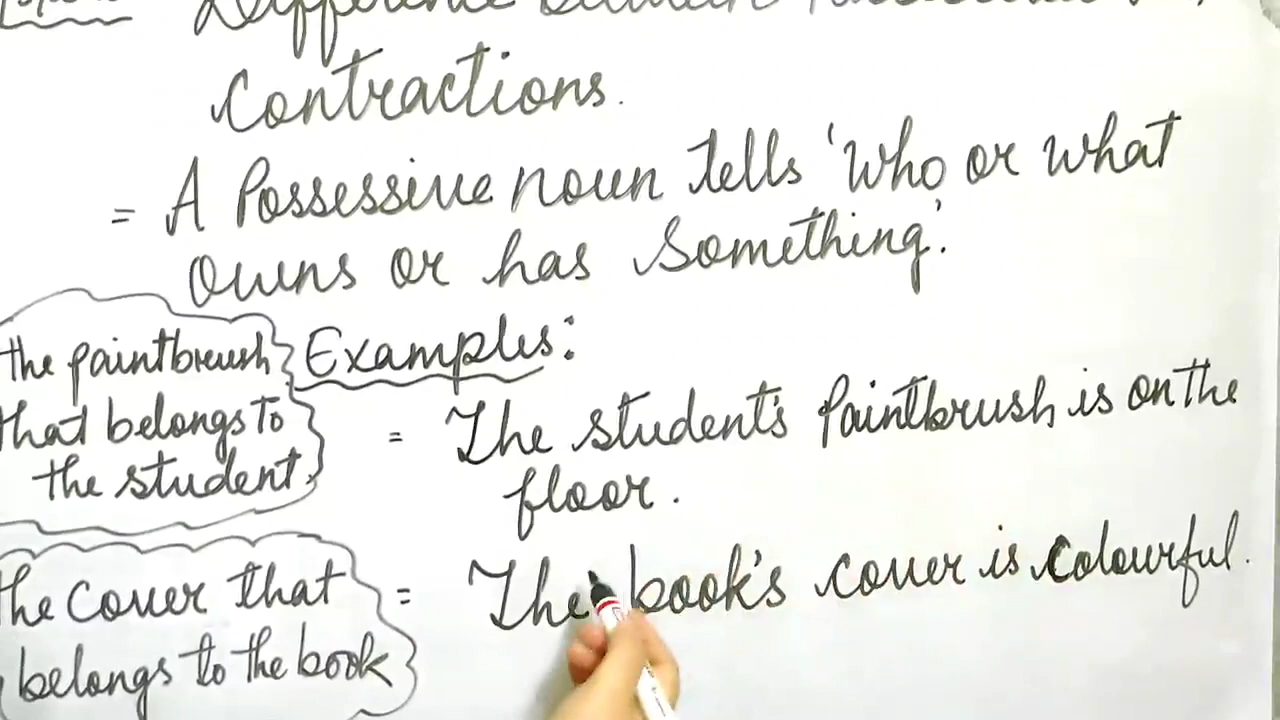 Difference between
Contractions.
= A Possessive noun tells 'who or what
owns or has something'.
Examples:
the paintbrush
that belongs to
the student.
= The student's Paintbrush is on the
floor.
the cover that
belongs to the book
= The book's cover is colourful.